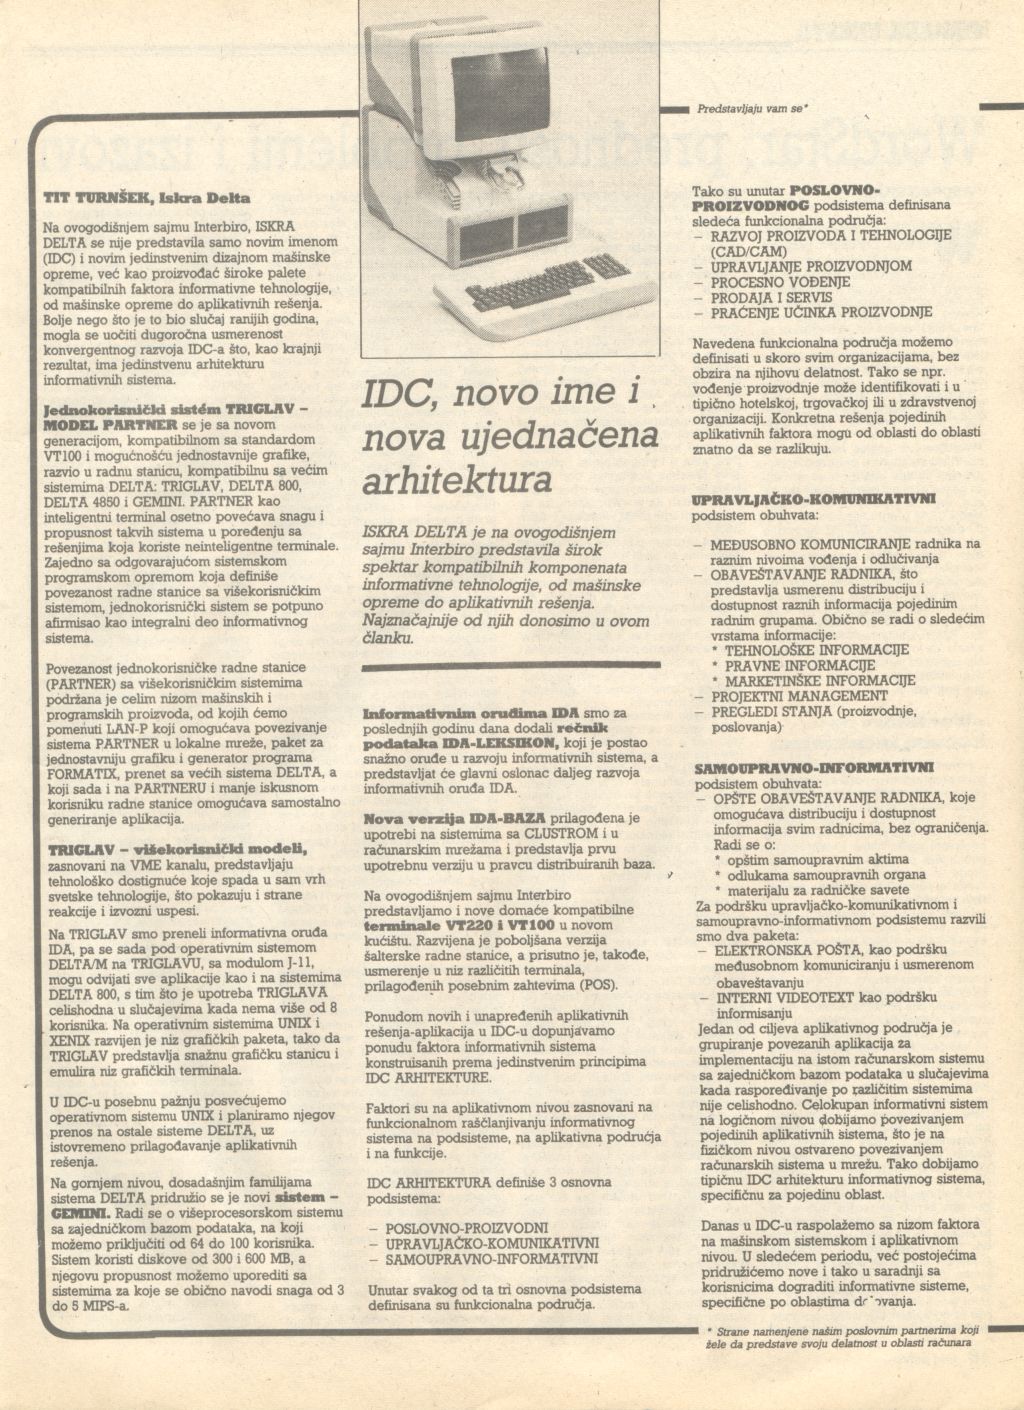 Predstavljaju vam se*
TIT TURNŠEK, Iskra Delta
Na ovogodišnjem sajmu Interbiro, ISKRA
DELTA se nije predstavila samo novim imenom
(IDC) i novim jedinstvenim dizajnom mašinske
opreme, već kao proizvođač široke palete
kompatibilnih faktora informativne tehnologije,
od mašinske opreme do aplikativnih rešenja.
Bolje nego što je to bio slučaj ranijih godina,
mogla se uočiti dugoročna usmerenost
konvergentnog razvoja IDC-a što, kao krajnji
rezultat, ima jedinstvenu arhitekturu
informativnih sistema.
Jednokorisnički sistém TRIGLAV –
MODEL PARTNER se je sa novom
generacijom, kompatibilnom sa standardom
VT100 i mogućnošću jednostavnije grafike,
razvio u radnu stanicu, kompatibilnu sa većim
sistemima DELTA: TRIGLAV, DELTA 800,
DELTA 4850 i GEMINI. PARTNER kao
inteligentni terminal osetno povećava snagu i
propusnost takvih sistema u poređenju sa
rešenjima koja koriste neinteligentne terminale.
Zajedno sa odgovarajućom sistemskom
programskom opremom koja definiše
povezanost radne stanice sa višekorisničkim
sistemom, jednokorisnički sistem se potpuno
afirmisao kao integralni deo informativnog
sistema.
Povezanost jednokorisničke radne stanice
(PARTNER) sa višekorisničkim sistemima
podržana je celim nizom mašinskih i
programskih proizvoda, od kojih ćemo
pomenuti LAN-P koji omogućava povezivanje
sistema PARTNER u lokalne mreže, paket za
jednostavniju grafiku i generator programa
FORMATIX, prenet sa većih sistema DELTA, a
koji sada i na PARTNERU i manje iskusnom
korisniku radne stanice omogućava samostalno
generiranje aplikacija.
TRIGLAV – višekorisnički modeli,
zasnovani na VME kanalu, predstavljaju
tehnološko dostignuće koje spada u sam vrh
svetske tehnologije, što pokazuju i strane
reakcije i izvozni uspesi.
Na TRIGLAV smo preneli informativna oruđa
IDA, pa se sada pod operativnim sistemom
DELTA/M na TRIGLAVU, sa modulom J-11,
mogu odvijati sve aplikacije kao i na sistemima
DELTA 800, s tim što je upotreba TRIGLAVA
celishodna u slučajevima kada nema više od 8
korisnika. Na operativnim sistemima UNIX i
XENIX razvijen je niz grafičkih paketa, tako da
TRIGLAV predstavlja snažnu grafičku stanicu i
emulira niz grafičkih terminala.
U IDC-u posebnu pažnju posvećujemo
operativnom sistemu UNIX i planiramo njegov
prenos na ostale sisteme DELTA, uz
istovremeno prilagođavanje aplikativnih
rešenja.
Na gornjem nivou, dosadašnjim familijama
sistema DELTA pridružio se je novi sistem –
GEMINI. Radi se o višeprocesorskom sistemu
sa zajedničkom bazom podataka, na koji
možemo priključiti od 64 do 100 korisnika.
Sistem koristi diskove od 300 i 600 MB, a
njegovu propusnost možemo uporediti sa
sistemima za koje se obično navodi snaga od 3
do 5 MIPS-a.
IDC, novo ime i
nova ujednačena
arhitektura
ISKRA DELTA je na ovogodišnjem
sajmu Interbiro predstavila širok
spektar kompatibilnih komponenata
informativne tehnologije, od mašinske
opreme do aplikativnih rešenja.
Najznačajnije od njih donosimo u ovom
članku.
Informativnim oruđima IDA smo za
poslednjih godinu dana dodali rečnik
podataka IDA-LEKSIKON, koji je postao
snažno oruđe u razvoju informativnih sistema, a
predstavljat će glavni oslonac daljeg razvoja
informativnih oruđa IDA.
Nova verzija IDA-BAZA prilagođena je
upotrebi na sistemima sa CLUSTROM i u
računarskim mrežama i predstavlja prvu
upotrebnu verziju u pravcu distribuiranih baza.
Na ovogodišnjem sajmu Interbiro
predstavljamo i nove domaće kompatibilne
terminale VT220 i VT100 u novom
kućištu. Razvijena je poboljšana verzija
šalterske radne stanice, a prisutno je, takođe,
usmerenje u niz različitih terminala,
prilagođenih posebnim zahtevima (POS).
Ponudom novih i unapređenih aplikativnih
rešenja-aplikacija u IDC-u dopunjavamo
ponudu faktora informativnih sistema
konstruisanih prema jedinstvenim principima
IDC ARHITEKTURE.
Faktori su na aplikativnom nivou zasnovani na
funkcionalnom raščlanjivanju informativnog
sistema na podsisteme, na aplikativna područja
i na funkcije.
IDC ARHITEKTURA definiše 3 osnovna
podsistema:
– POSLOVNO-PROIZVODNI
– UPRAVLJAČKO-KOMUNIKATIVNI
– SAMOUPRAVNO-INFORMATIVNI
Unutar svakog od ta tri osnovna podsistema
definisana su funkcionalna područja.
Tako su unutar POSLOVNO-
PROIZVODNOG podsistema definisana
sledeća funkcionalna područja:
– RAZVOJ PROIZVODA I TEHNOLOGIJE
(CAD/CAM)
– UPRAVLJANJE PROIZVODNJOM
– PROCESNO VOĐENJE
– PRODAJA I SERVIS
– PRAĆENJE UČINKA PROIZVODNJE
Navedena funkcionalna područja možemo
definisati u skoro svim organizacijama, bez
obzira na njihovu delatnost. Tako se npr.
vođenje proizvodnje može identifikovati i u
tipično hotelskoj, trgovačkoj ili u zdravstvenoj
organizaciji. Konkretna rešenja pojedinih
aplikativnih faktora mogu od oblasti do oblasti
znatno da se razlikuju.
UPRAVLJAČKO-KOMUNIKATIVNI
podsistem obuhvata:
– MEĐUSOBNO KOMUNICIRANJE radnika na
raznim nivoima vođenja i odlučivanja
– OBAVEŠTAVANJE RADNIKA, što
predstavlja usmerenu distribuciju i
dostupnost raznih informacija pojedinim
radnim grupama. Obično se radi o sledećim
vrstama informacije:
* TEHNOLOŠKE INFORMACIJE
* PRAVNE INFORMACIJE
* MARKETINŠKE INFORMACIJE
– PROJEKTNI MANAGEMENT
– PREGLEDI STANJA (proizvodnje,
poslovanja)
SAMOUPRAVNO-INFORMATIVNI
podsistem obuhvata:
– OPŠTE OBAVEŠTAVANJE RADNIKA, koje
omogućava distribuciju i dostupnost
informacija svim radnicima, bez ograničenja.
Radi se o:
* opštim samoupravnim aktima
* odlukama samoupravnih organa
* materijalu za radničke savete
Za podršku upravljačko-komunikativnom i
samoupravno-informativnom podsistemu razvili
smo dva paketa:
– ELEKTRONSKA POŠTA, kao podršku
međusobnom komuniciranju i usmerenom
obaveštavanju
– INTERNI VIDEOTEXT kao podršku
informisanju
Jedan od ciljeva aplikativnog područja je
grupiranje povezanih aplikacija za
implementaciju na istom računarskom sistemu
sa zajedničkom bazom podataka u slučajevima
kada raspoređivanje po različitim sistemima
nije celishodno. Celokupan informativni sistem
na logičnom nivou dobijamo povezivanjem
pojedinih aplikativnih sistema, što je na
fizičkom nivou ostvareno povezivanjem
računarskih sistema u mrežu. Tako dobijamo
tipičnu IDC arhitekturu informativnog sistema,
specifičnu za pojedinu oblast.
Danas u IDC-u raspolažemo sa nizom faktora
na mašinskom sistemskom i aplikativnom
nivou. U sledećem periodu, već postojećima
pridružićemo nove i tako u saradnji sa
korisnicima dograditi informativne sisteme,
specifične po oblastima
* Strane namenjene našim poslovnim partnerima koji
žele da predstave svoju delatnost u oblasti računara